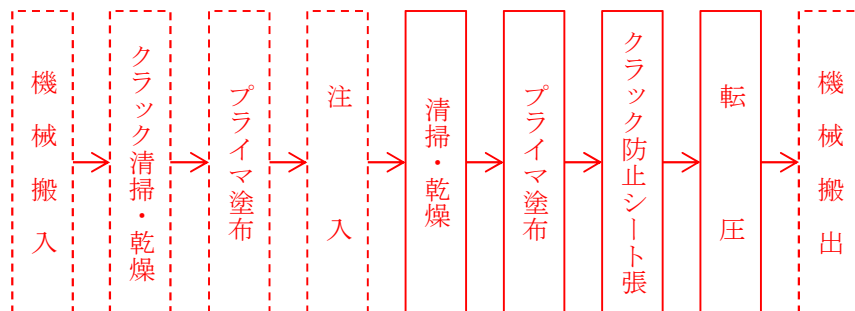 機械搬入
クラック清掃・乾燥
プライマ塗布
注入
清掃・乾燥
プライマ塗布
クラック防止シート張
転圧
機械搬出